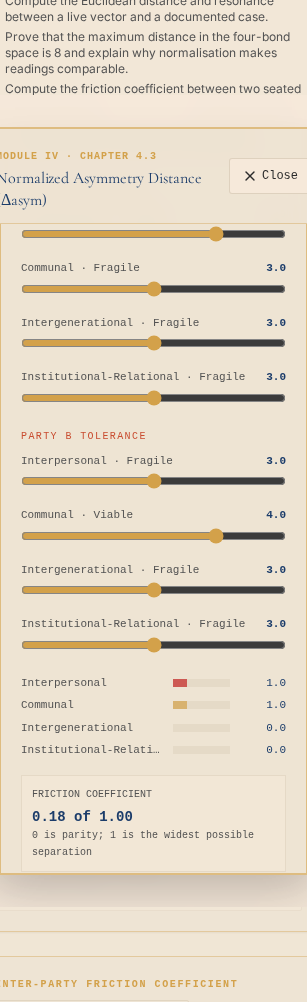 Compute the Euclidean distance and resonance
between a live vector and a documented case.
Prove that the maximum distance in the four-bond
space is 8 and explain why normalisation makes
readings comparable.
Compute the friction coefficient between two seated
MODULE IV · CHAPTER 4.3
Normalized Asymmetry Distance
(Δasym)
Close
Communal · Fragile 3.0
Intergenerational · Fragile 3.0
Institutional-Relational · Fragile 3.0
PARTY B TOLERANCE
Interpersonal · Fragile 3.0
Communal · Viable 4.0
Intergenerational · Fragile 3.0
Institutional-Relational · Fragile 3.0
Interpersonal 1.0
Communal 1.0
Intergenerational 0.0
Institutional-Relati… 0.0
FRICTION COEFFICIENT
0.18 of 1.00
0 is parity; 1 is the widest possible
separation
INTER-PARTY FRICTION COEFFICIENT